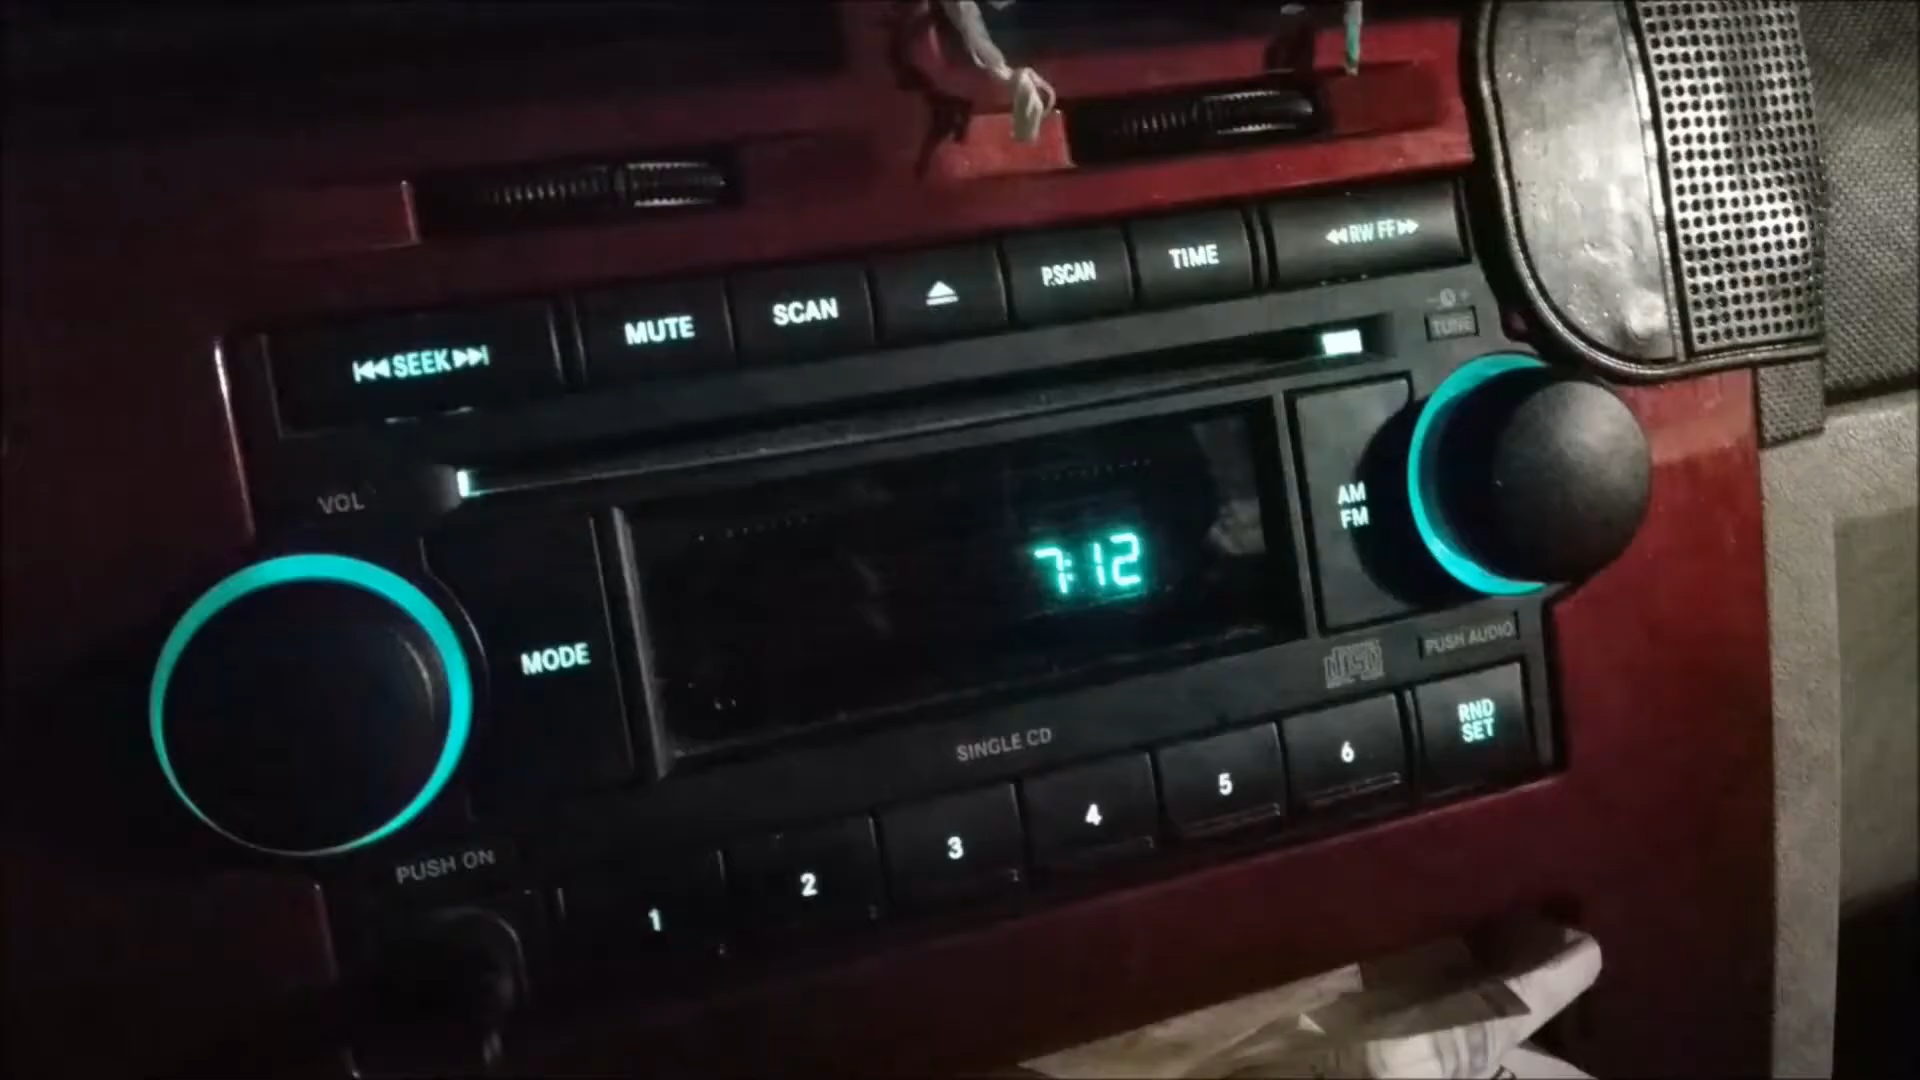 SEEK
MUTE
SCAN
P.SCAN
TIME
RW FF
TUNE
VOL
7:12
AM
FM
MODE
PUSH AUDIO
disc
SINGLE CD
RND
SET
PUSH ON
1
2
3
4
5
6